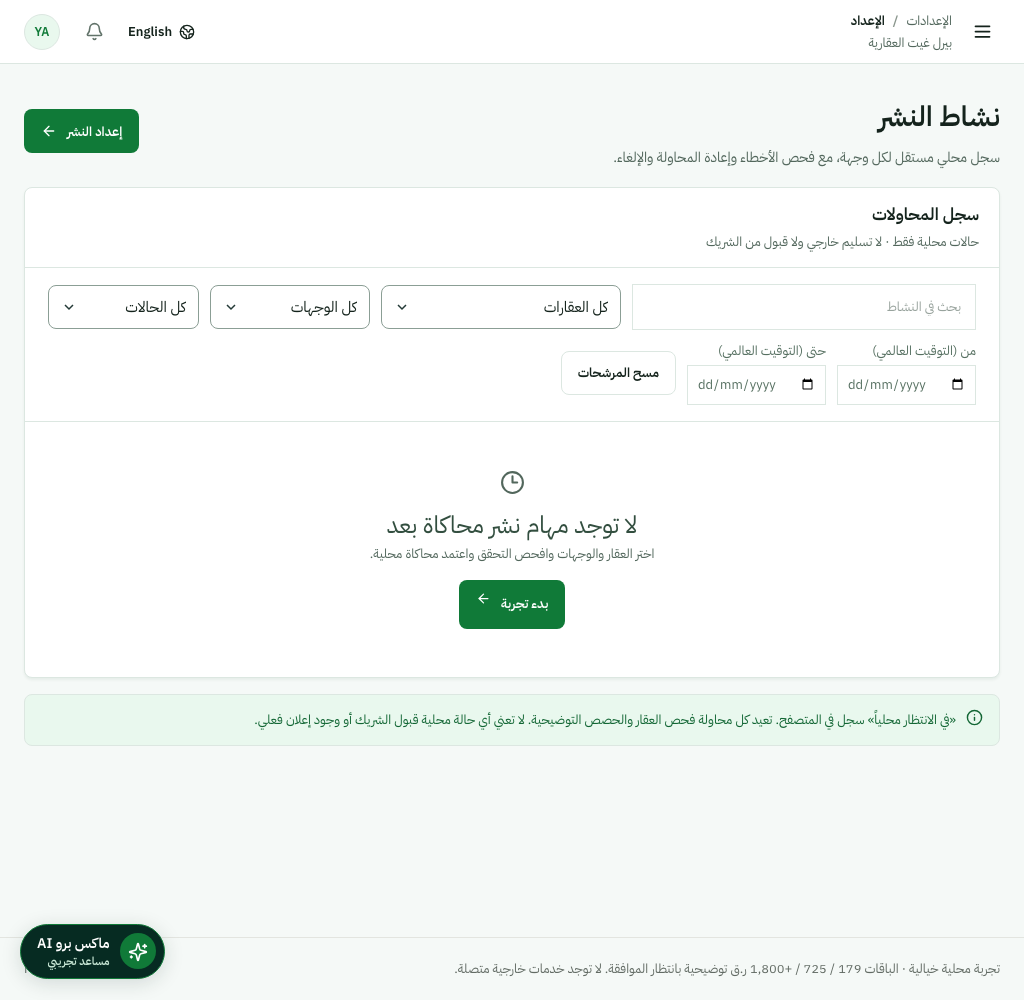 الإعدادات / الإعداد
بيرل غيت العقارية
English
YA
نشاط النشر
إعداد النشر
سجل محلي مستقل لكل وجهة، مع فحص الأخطاء وإعادة المحاولة والإلغاء.
سجل المحاولات
حالات محلية فقط · لا تسليم خارجي ولا قبول من الشريك
بحث في النشاط
كل العقارات
كل الوجهات
كل الحالات
من (التوقيت العالمي)
حتى (التوقيت العالمي)
dd/mm/yyyy
dd/mm/yyyy
مسح المرشحات
لا توجد مهام نشر محاكاة بعد
اختر العقار والوجهات وافحص التحقق واعتمد محاكاة محلية.
بدء تجربة
«في الانتظار محلياً» سجل في المتصفح. تعيد كل محاولة فحص العقار والحصص التوضيحية. لا تعني أي حالة محلية قبول الشريك أو وجود إعلان فعلي.
ماكس برو AI
مساعد تجريبي
تجربة محلية خيالية · الباقات 179 / 725 / +1,800 ر.ق توضيحية بانتظار الموافقة. لا توجد خدمات خارجية متصلة.